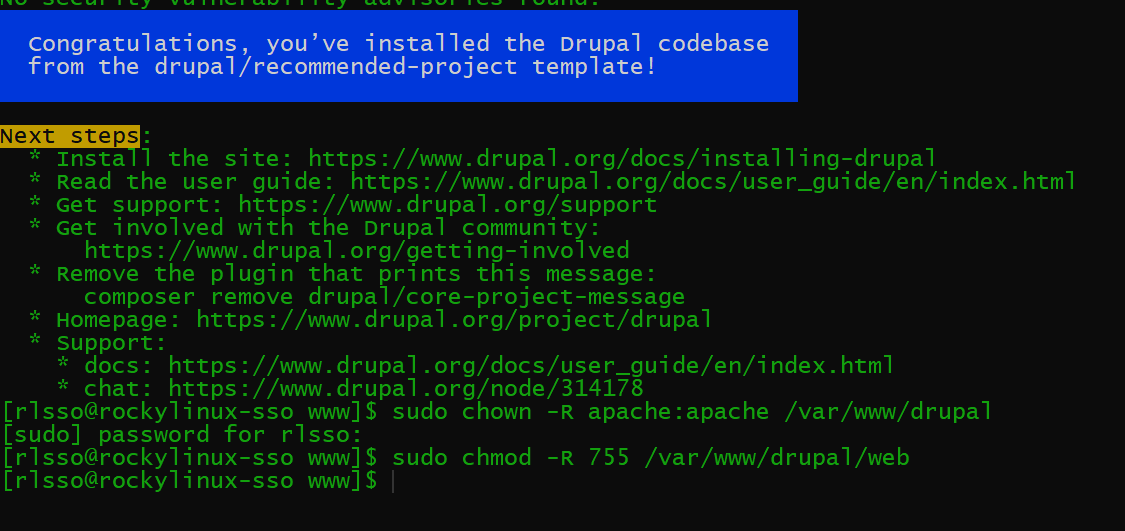 No security vulnerability advisories found.
Congratulations, you’ve installed the Drupal codebase
from the drupal/recommended-project template!
Next steps:
* Install the site: https://www.drupal.org/docs/installing-drupal
* Read the user guide: https://www.drupal.org/docs/user_guide/en/index.html
* Get support: https://www.drupal.org/support
* Get involved with the Drupal community:
https://www.drupal.org/getting-involved
* Remove the plugin that prints this message:
composer remove drupal/core-project-message
* Homepage: https://www.drupal.org/project/drupal
* Support:
* docs: https://www.drupal.org/docs/user_guide/en/index.html
* chat: https://www.drupal.org/node/314178
[rlsso@rockylinux-sso www]$ sudo chown -R apache:apache /var/www/drupal
[sudo] password for rlsso:
[rlsso@rockylinux-sso www]$ sudo chmod -R 755 /var/www/drupal/web
[rlsso@rockylinux-sso www]$